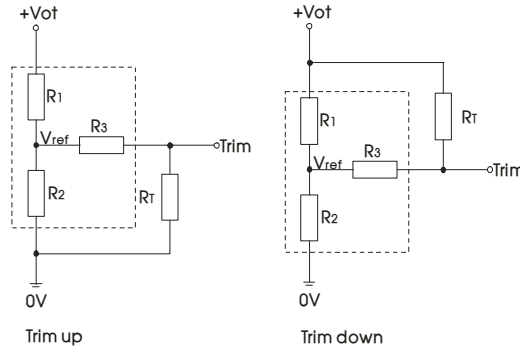 +Vot
R1
Vref
R3
Trim
R2
RT
0V
Trim up
+Vot
R1
RT
Vref
R3
Trim
R2
0V
Trim down